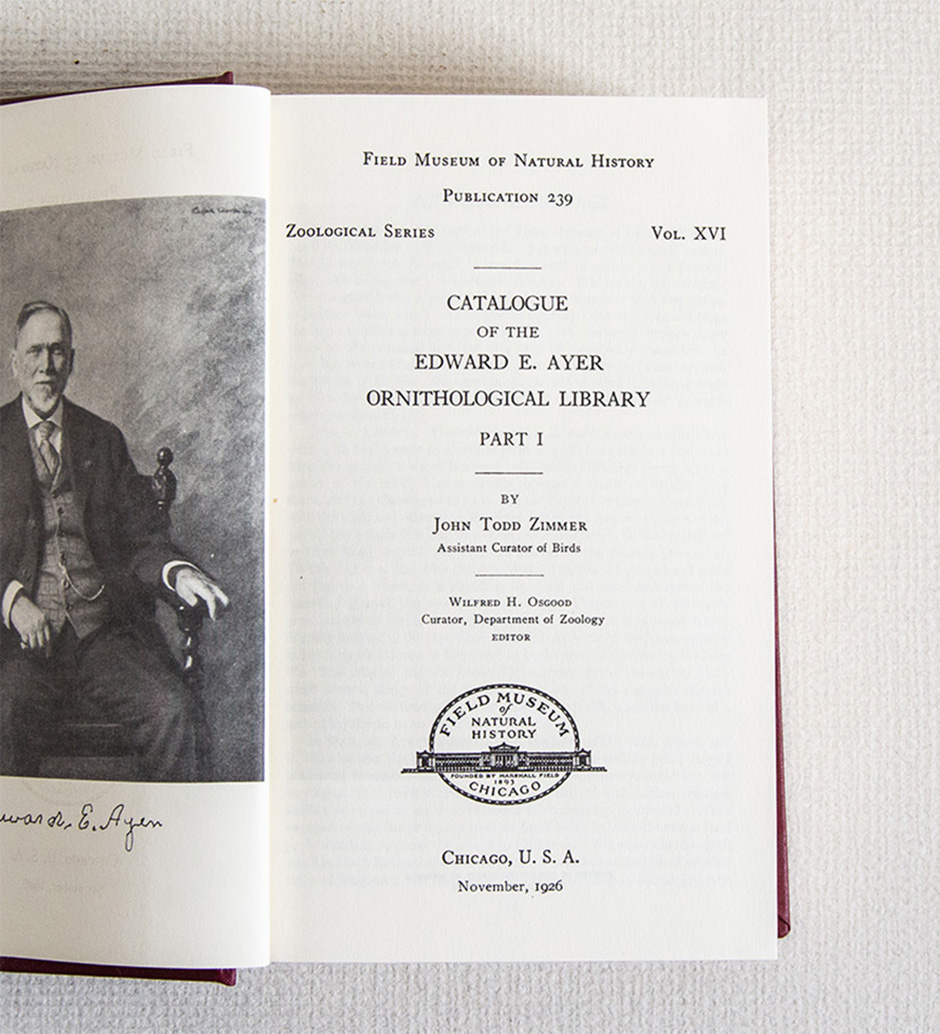 wards E. Ayer
Field Museum of Natural History
Publication 239
Zoological Series Vol. XVI
CATALOGUE
OF THE
EDWARD E. AYER
ORNITHOLOGICAL LIBRARY
PART I
BY
John Todd Zimmer
Assistant Curator of Birds
Wilfred H. Osgood
Curator, Department of Zoology
EDITOR
FIELD MUSEUM
of
NATURAL
HISTORY
FOUNDED BY MARSHALL FIELD
1893
CHICAGO
Chicago, U. S. A.
November, 1926